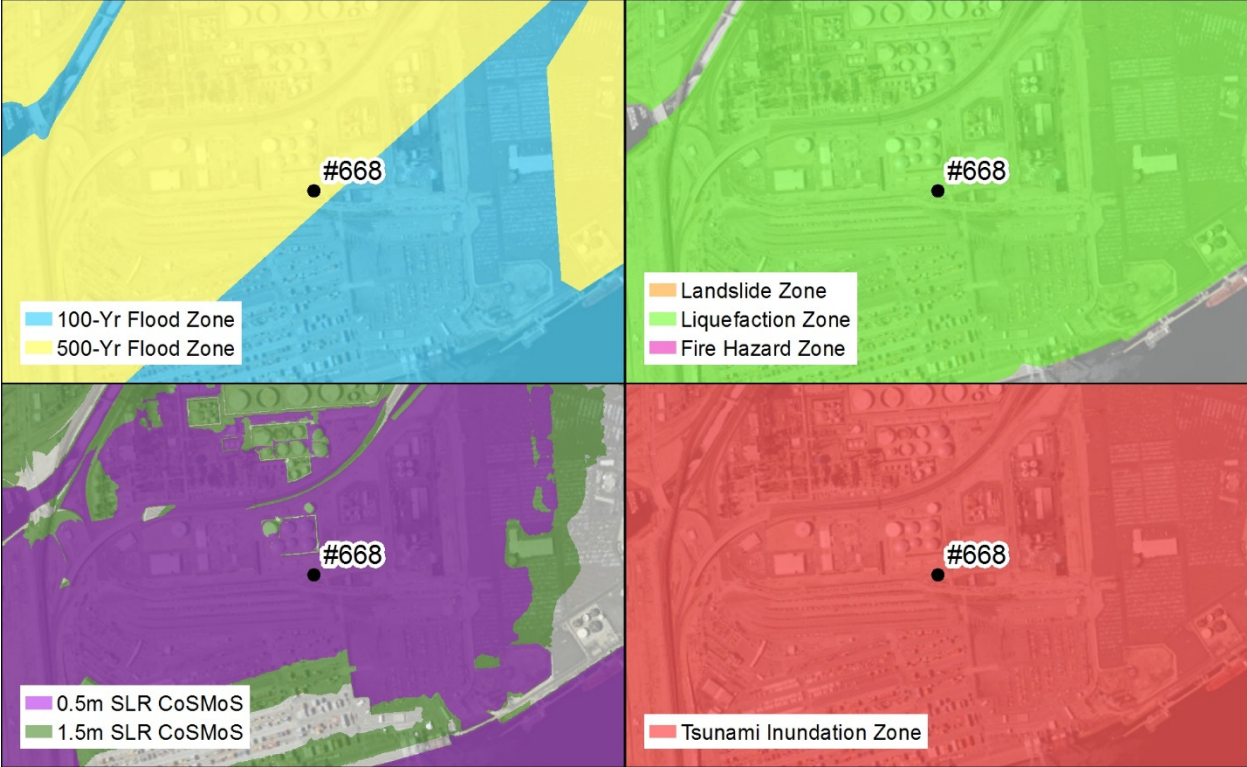 #668
100-Yr Flood Zone
500-Yr Flood Zone
#668
Landslide Zone
Liquefaction Zone
Fire Hazard Zone
#668
0.5m SLR CoSMoS
1.5m SLR CoSMoS
#668
Tsunami Inundation Zone